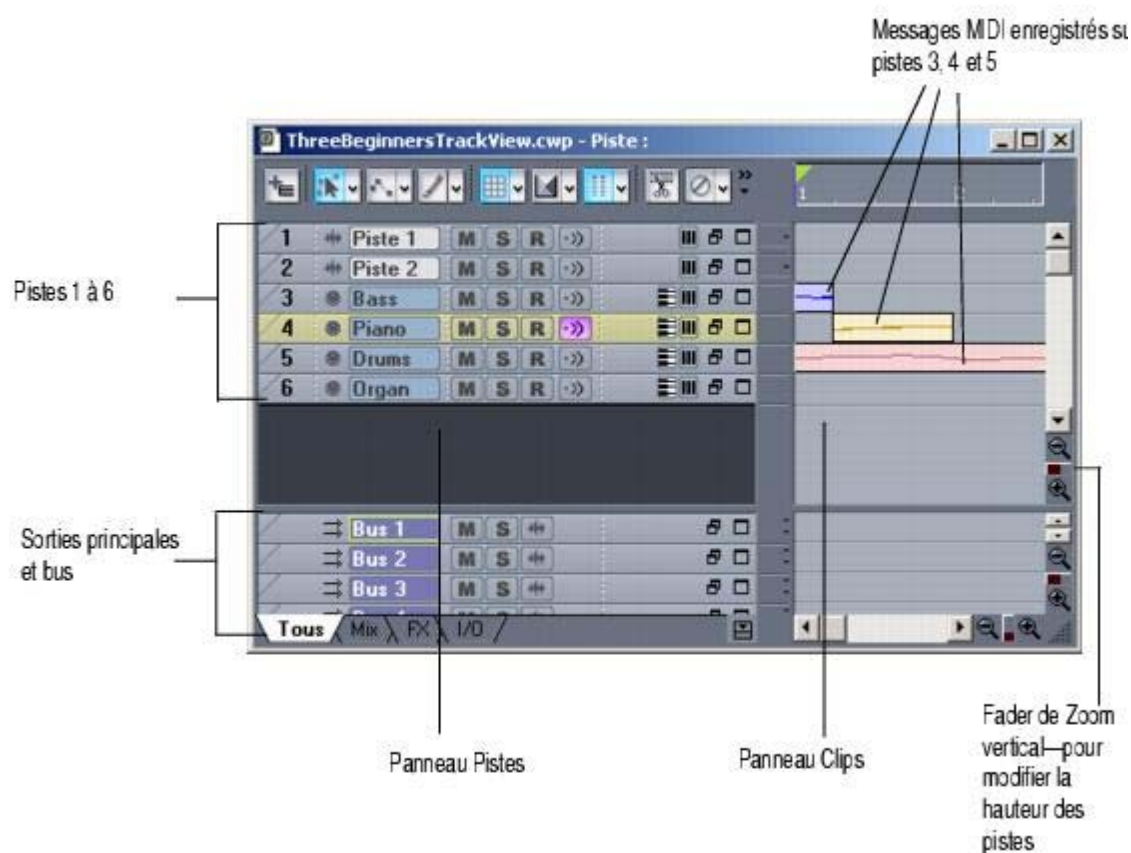 Messages MIDI enregistrés su
pistes 3, 4 et 5
ThreeBeginnersTrackView.cwp - Piste :
1
1 Piste 1 M S R
2 Piste 2 M S R
3 Bass M S R
4 Piano M S R
5 Drums M S R
6 Organ M S R
Pistes 1 à 6
Sorties principales
et bus
Bus 1 M S
Bus 2 M S
Bus 3 M S
Tous Mix FX I/O
Panneau Pistes
Panneau Clips
Fader de Zoom
vertical—pour
modifier la
hauteur des
pistes